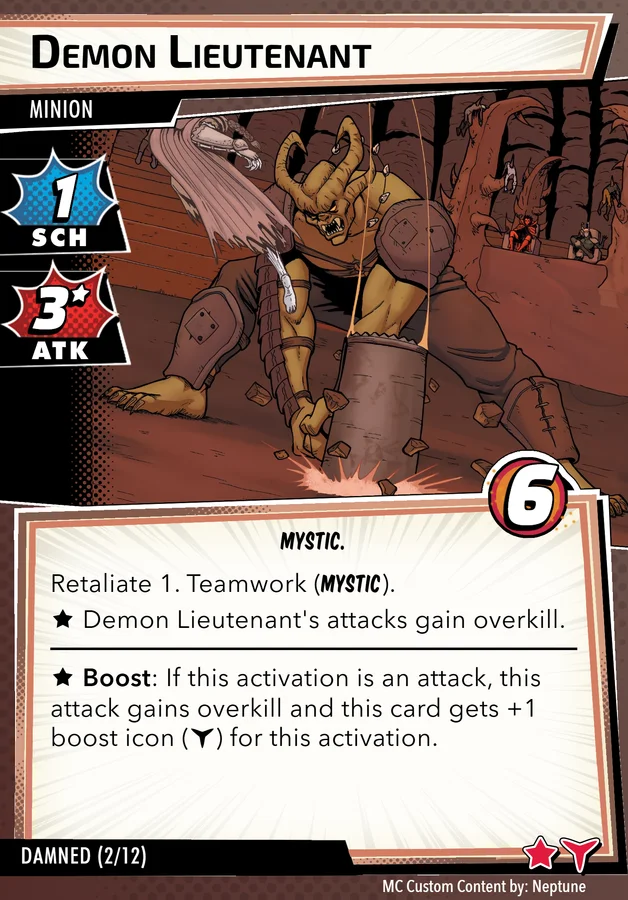 DEMON LIEUTENANT
MINION
1
SCH
3★
ATK
6
MYSTIC.
Retaliate 1. Teamwork (MYSTIC).
★ Demon Lieutenant's attacks gain overkill.
★ Boost: If this activation is an attack, this
attack gains overkill and this card gets +1
boost icon () for this activation.
DAMNED (2/12)
MC Custom Content by: Neptune